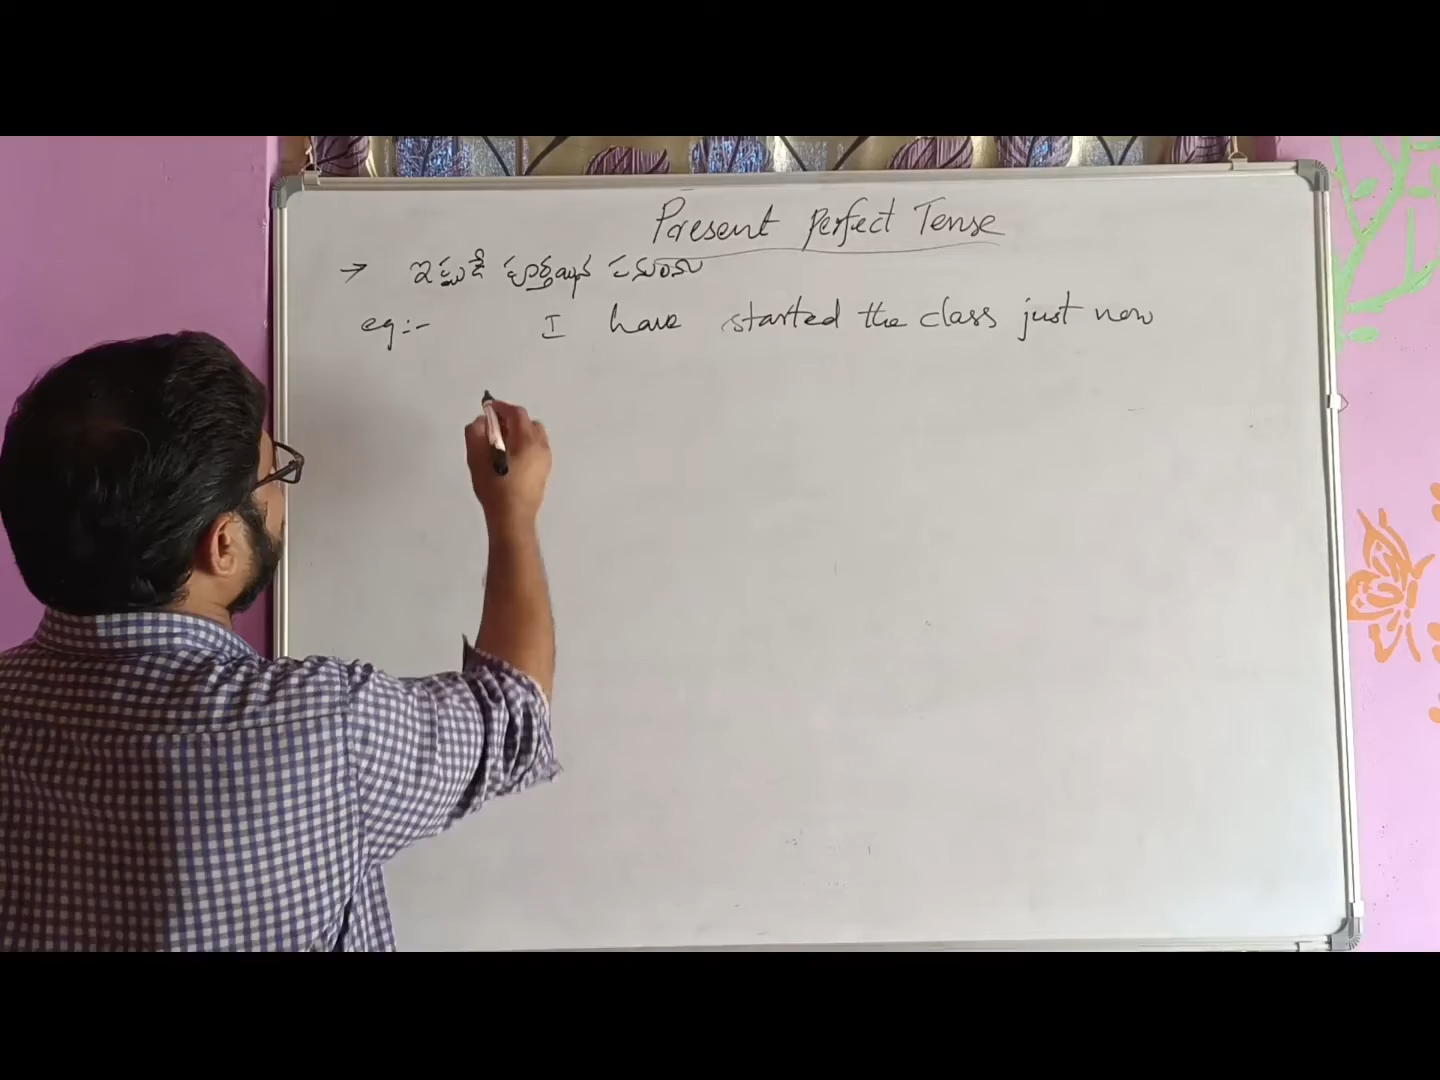 Present Perfect Tense
→ ఇప్పుడే పూర్తయిన పనులు
eg:- I have started the class just now